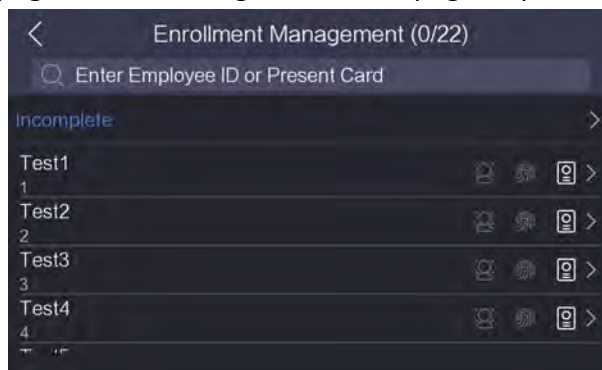 Enrollment Management (0/22)
Enter Employee ID or Present Card
Incomplete
Test1
1
Test2
2
Test3
3
Test4
4